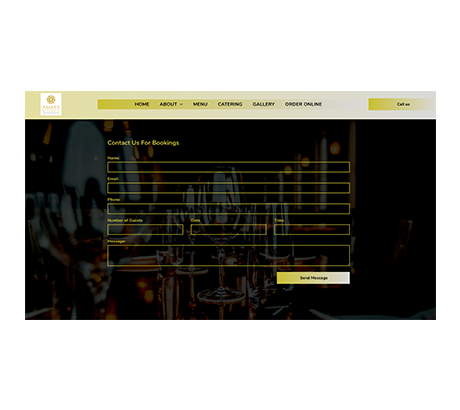 HOME ABOUT MENU CATERING GALLERY ORDER ONLINE Call us
Contact Us For Bookings
Name:
Email:
Phone:
Number of Guests Date Time
Message:
Send Message